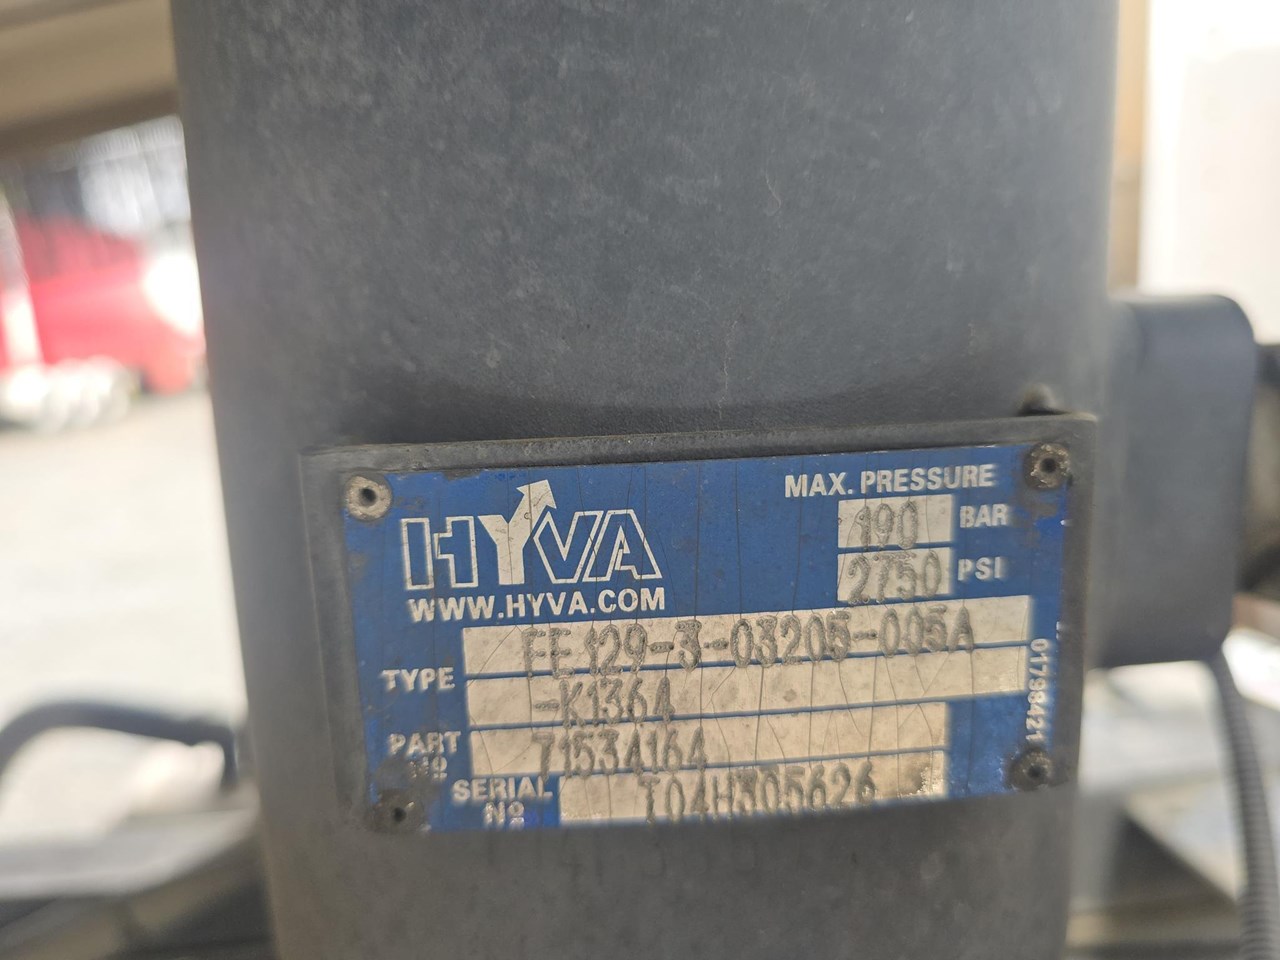 HYVA
WWW.HYVA.COM
MAX. PRESSURE
190 BAR
2750 PSI
TYPE FE129-3-03205-005A
-K1364
PART Nº 71534164
SERIAL Nº T04H305626
01798421